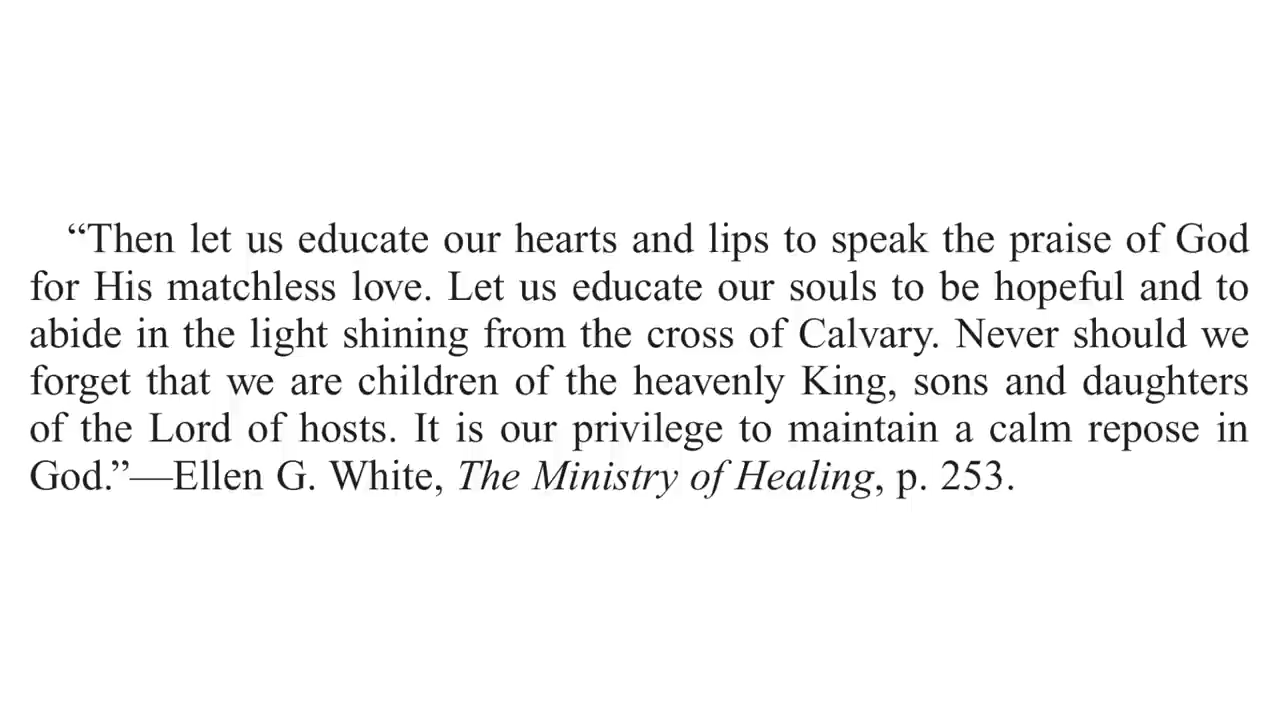 “Then let us educate our hearts and lips to speak the praise of God
for His matchless love. Let us educate our souls to be hopeful and to
abide in the light shining from the cross of Calvary. Never should we
forget that we are children of the heavenly King, sons and daughters
of the Lord of hosts. It is our privilege to maintain a calm repose in
God.”—Ellen G. White, The Ministry of Healing, p. 253.